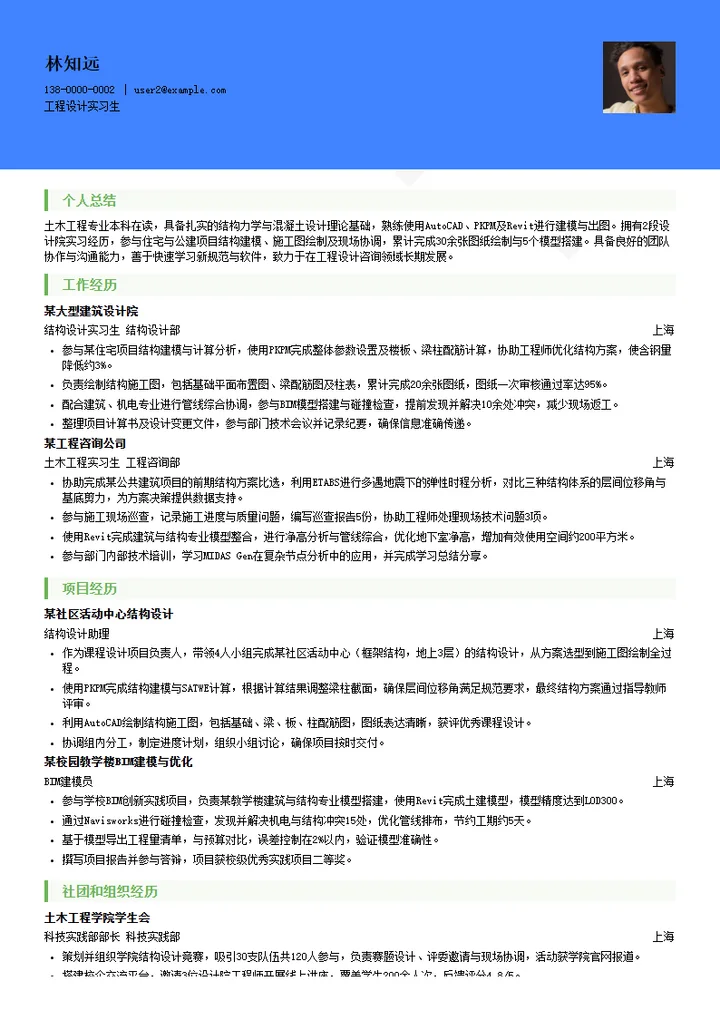 林知远
138-0000-0002 | user2@example.com
工程设计实习生
个人总结
土木工程专业本科在读，具备扎实的结构力学与混凝土设计理论基础，熟练使用AutoCAD、PKPM及Revit进行建模与出图。拥有2段设
计院实习经历，参与住宅与公建项目结构建模、施工图绘制及现场协调，累计完成30余张图纸绘制与5个模型搭建。具备良好的团队
协作与沟通能力，善于快速学习新规范与软件，致力于在工程设计咨询领域长期发展。
工作经历
某大型建筑设计院
结构设计实习生 结构设计部 上海
• 参与某住宅项目结构建模与计算分析，使用PKPM完成整体参数设置及楼板、梁柱配筋计算，协助工程师优化结构方案，使含钢量
降低约3%。
• 负责绘制结构施工图，包括基础平面布置图、梁配筋图及柱表，累计完成20余张图纸，图纸一次审核通过率达95%。
• 配合建筑、机电专业进行管线综合协调，参与BIM模型搭建与碰撞检查，提前发现并解决10余处冲突，减少现场返工。
• 整理项目计算书及设计变更文件，参与部门技术会议并记录纪要，确保信息准确传递。
某工程咨询公司
土木工程实习生 工程咨询部 上海
• 协助完成某公共建筑项目的前期结构方案比选，利用ETABS进行多遇地震下的弹性时程分析，对比三种结构体系的层间位移角与
基底剪力，为方案决策提供数据支持。
• 参与施工现场巡查，记录施工进度与质量问题，编写巡查报告5份，协助工程师处理现场技术问题3项。
• 使用Revit完成建筑与结构专业模型整合，进行净高分析与管线综合，优化地下室净高，增加有效使用空间约200平方米。
• 参与部门内部技术培训，学习MIDAS Gen在复杂节点分析中的应用，并完成学习总结分享。
项目经历
某社区活动中心结构设计
结构设计助理 上海
• 作为课程设计项目负责人，带领4人小组完成某社区活动中心（框架结构，地上3层）的结构设计，从方案选型到施工图绘制全过
程。
• 使用PKPM完成结构建模与SATWE计算，根据计算结果调整梁柱截面，确保层间位移角满足规范要求，最终结构方案通过指导教师
评审。
• 利用AutoCAD绘制结构施工图，包括基础、梁、板、柱配筋图，图纸表达清晰，获评优秀课程设计。
• 协调组内分工，制定进度计划，组织小组讨论，确保项目按时交付。
某校园教学楼BIM建模与优化
BIM建模员 上海
• 参与学校BIM创新实践项目，负责某教学楼建筑与结构专业模型搭建，使用Revit完成土建模型，模型精度达到LOD300。
• 通过Navisworks进行碰撞检查，发现并解决机电与结构冲突15处，优化管线排布，节约工期约5天。
• 基于模型导出工程量清单，与预算对比，误差控制在2%以内，验证模型准确性。
• 撰写项目报告并参与答辩，项目获校级优秀实践项目二等奖。
社团和组织经历
土木工程学院学生会
科技实践部部长 科技实践部 上海
• 策划并组织学院结构设计竞赛，吸引30支队伍共120人参与，负责赛题设计、评委邀请与现场协调，活动获学院官网报道。